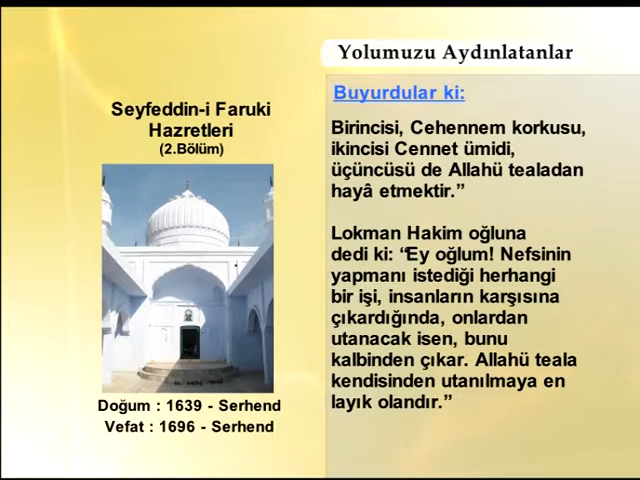 Yolumuzu Aydınlatanlar
Seyfeddin-i Faruki
Hazretleri
(2.Bölüm)
Doğum : 1639 - Serhend
Vefat : 1696 - Serhend
Buyurdular ki:
Birincisi, Cehennem korkusu,
ikincisi Cennet ümidi,
üçüncüsü de Allahü tealadan
hayâ etmektir.”
Lokman Hakim oğluna
dedi ki: “Ey oğlum! Nefsinin
yapmanı istediği herhangi
bir işi, insanların karşısına
çıkardığında, onlardan
utanacak isen, bunu
kalbinden çıkar. Allahü teala
kendisinden utanılmaya en
layık olandır.”